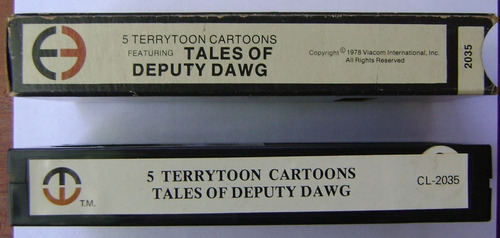 5 TERRYTOON CARTOONS
FEATURING TALES OF
DEPUTY DAWG
Copyright © 1978 Viacom International, Inc.
All Rights Reserved
2035
5 TERRYTOON CARTOONS
TALES OF DEPUTY DAWG
CL-2035
T.M.